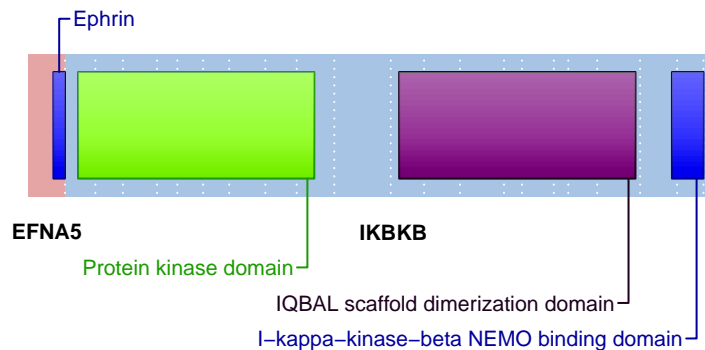 Ephrin
EFNA5 IKBKB
Protein kinase domain
IQBAL scaffold dimerization domain
I−kappa−kinase−beta NEMO binding domain